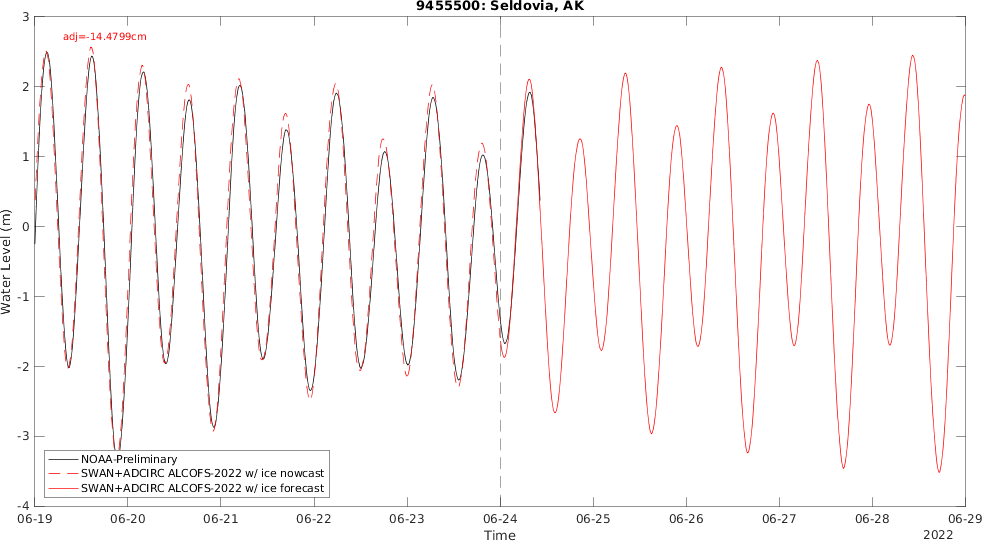 9455500: Seldovia, AK
adj=-14.4799cm
3
2
1
0
-1
-2
-3
-4
Water Level (m)
NOAA-Preliminary
SWAN+ADCIRC ALCOFS-2022 w/ ice nowcast
SWAN+ADCIRC ALCOFS-2022 w/ ice forecast
06-19 06-20 06-21 06-22 06-23 06-24 06-25 06-26 06-27 06-28 06-29
Time
2022